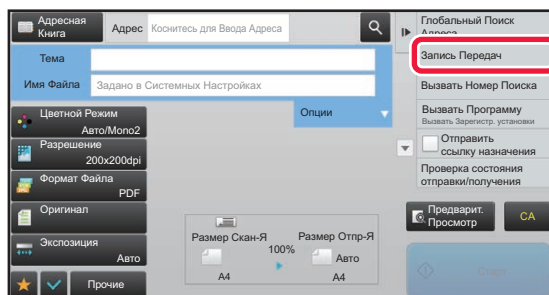 Адресная
Книга
Адрес
Коснитесь для Ввода Адреса
Тема
Имя Файла
Задано в Системных Настройках
Опции
Цветной Режим
Авто/Mono2
Разрешение
200x200dpi
Формат Файла
PDF
Оригинал
Экспозиция
Авто
Прочие
Размер Скан-Я
100%
Размер Отпр-Я
Авто
A4
A4
Глобальный Поиск
Адреса
Запись Передач
Вызвать Номер Поиска
Вызвать Программу
Вызвать Зарегистр. установки
Отправить
ссылку назначения
Проверка состояния
отправки/получения
Предварит.
Просмотр
CA
Старт